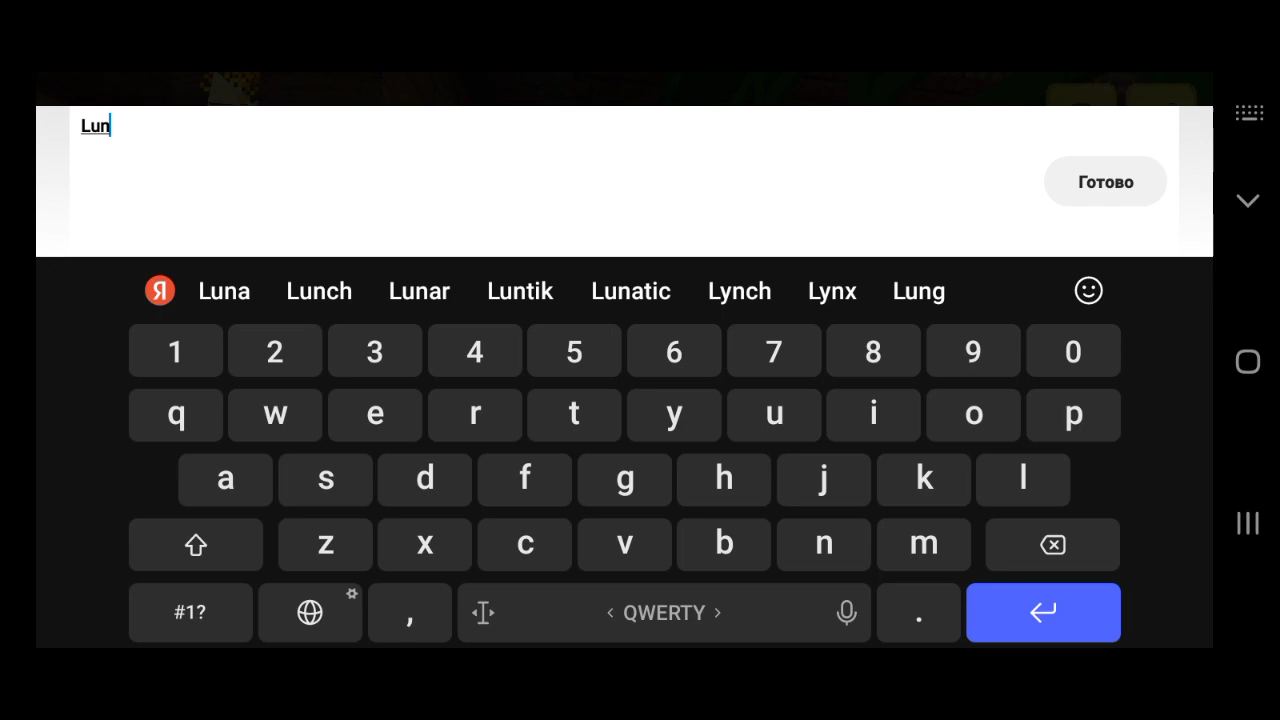 Lun
Готово
Я Luna Lunch Lunar Luntik Lunatic Lynch Lynx Lung
1 2 3 4 5 6 7 8 9 0
q w e r t y u i o p
a s d f g h j k l
z x c v b n m
#1? , < QWERTY > .